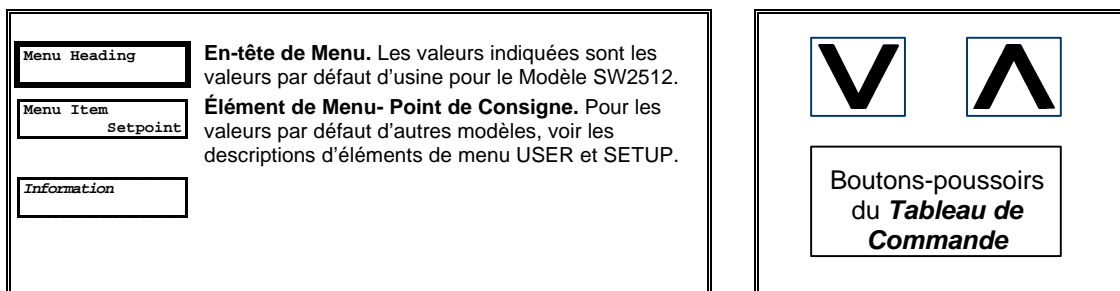 Menu Heading
En-tête de Menu. Les valeurs indiquées sont les
valeurs par défaut d'usine pour le Modèle SW2512.
Menu Item
Setpoint
Élément de Menu- Point de Consigne. Pour les
valeurs par défaut d'autres modèles, voir les
descriptions d'éléments de menu USER et SETUP.
Information
Boutons-poussoirs
du Tableau de
Commande